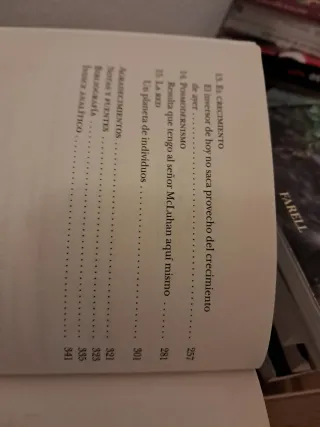 13. El crecimiento
El inversor de hoy no saca provecho del crecimiento
de ayer . . . . . . . . . . . . . . . . . . . . . . . . 257
14. Posmodernismo
Resulta que tengo al señor McLuhan aquí mismo . . . . . . 281
15. La red
Un planeta de individuos . . . . . . . . . . . . . . . . . . 301
Agradecimientos . . . . . . . . . . . . . . . . . . . . . . 321
Notas y fuentes . . . . . . . . . . . . . . . . . . . . . . 323
Bibliografía . . . . . . . . . . . . . . . . . . . . . . . . 335
Índice analítico . . . . . . . . . . . . . . . . . . . . . . 341
FARELL